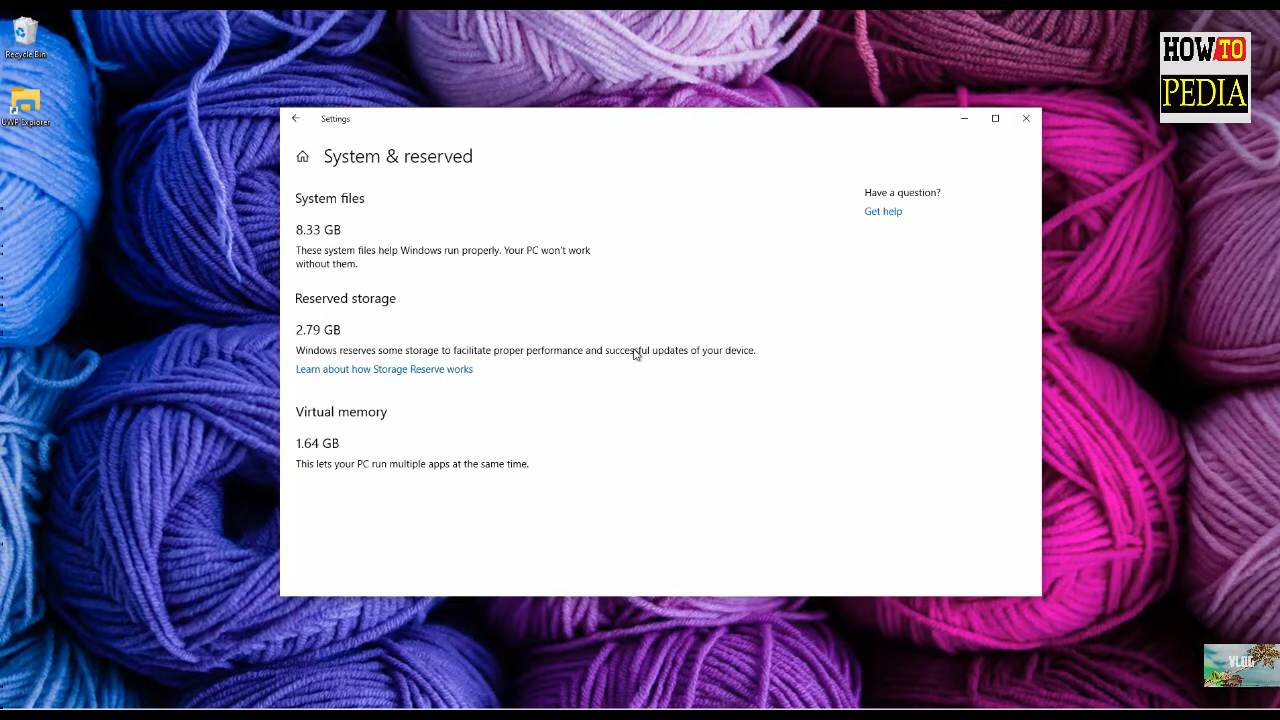 Recycle Bin
UWP Explorer
HOW TO
PEDIA
Settings
System & reserved
System files
8.33 GB
These system files help Windows run properly. Your PC won't work
without them.
Reserved storage
2.79 GB
Windows reserves some storage to facilitate proper performance and successful updates of your device.
Learn about how Storage Reserve works
Virtual memory
1.64 GB
This lets your PC run multiple apps at the same time.
Have a question?
Get help
VLOG